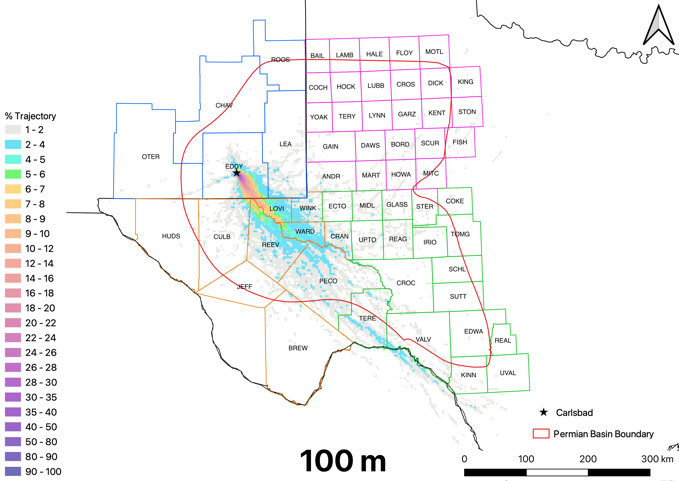 ROOS BAIL LAMB HALE FLOY MOTL
COCH HOCK LUBB CROS DICK KING
CHAV
% Trajectory
1 - 2
2 - 4
4 - 5
5 - 6
6 - 7
7 - 8
8 - 9
9 - 10
10 - 12
12 - 14
14 - 16
16 - 18
18 - 20
20 - 22
22 - 24
24 - 26
26 - 28
28 - 30
30 - 35
35 - 40
40 - 50
50 - 80
80 - 90
90 - 100
YOAK TERY LYNN GARZ KENT STON
OTER LEA GAIN DAWS BORD SCUR FISH
EDDY ANDR MART HOWA MITC
LOVI WINK ECTO MIDL GLASS STER COKE
HUDS CULB REEV WARD CRAN UPTO REAG IRIO TOMG
JEFF PECO CROC SCHL
SUTT
TERE
BREW VALV EDWA REAL
KINN UVAL
Carlsbad
Permian Basin Boundary
100 m
0 100 200 300 km